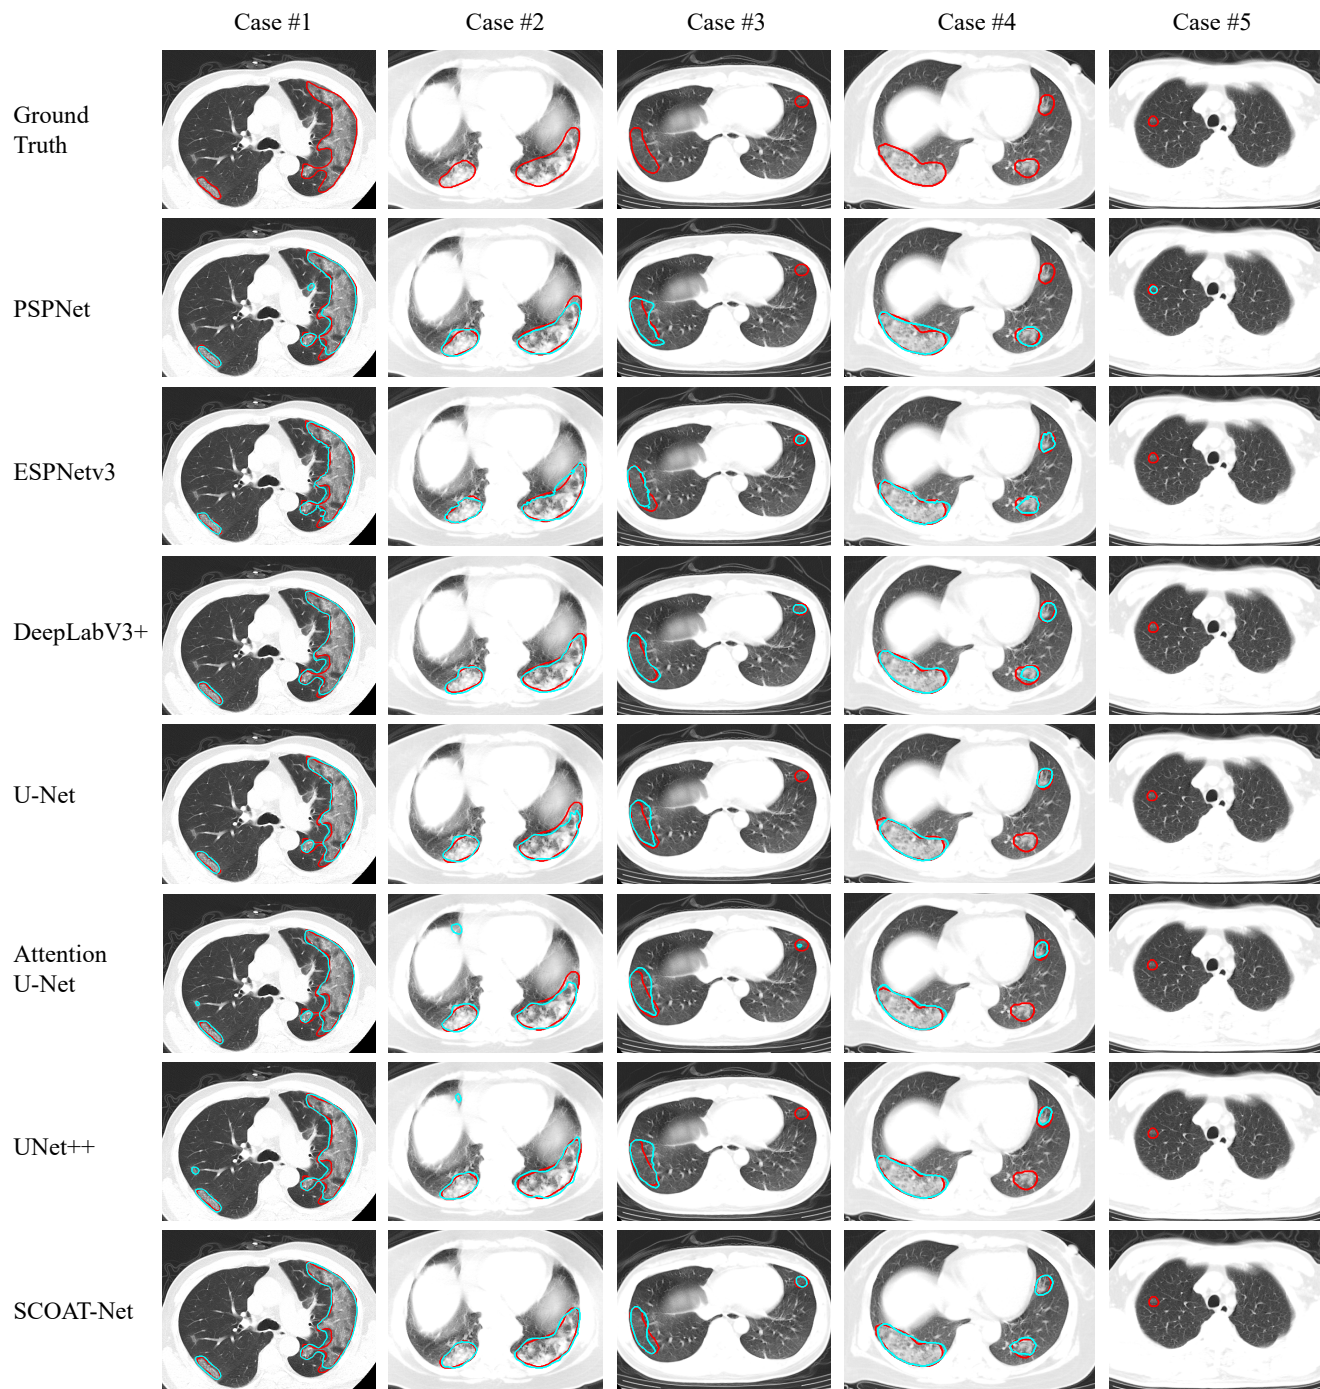 Case #1 Case #2 Case #3 Case #4 Case #5
Ground
Truth
PSPNet
ESPNetv3
DeepLabV3+
U-Net
Attention
U-Net
UNet++
SCOAT-Net